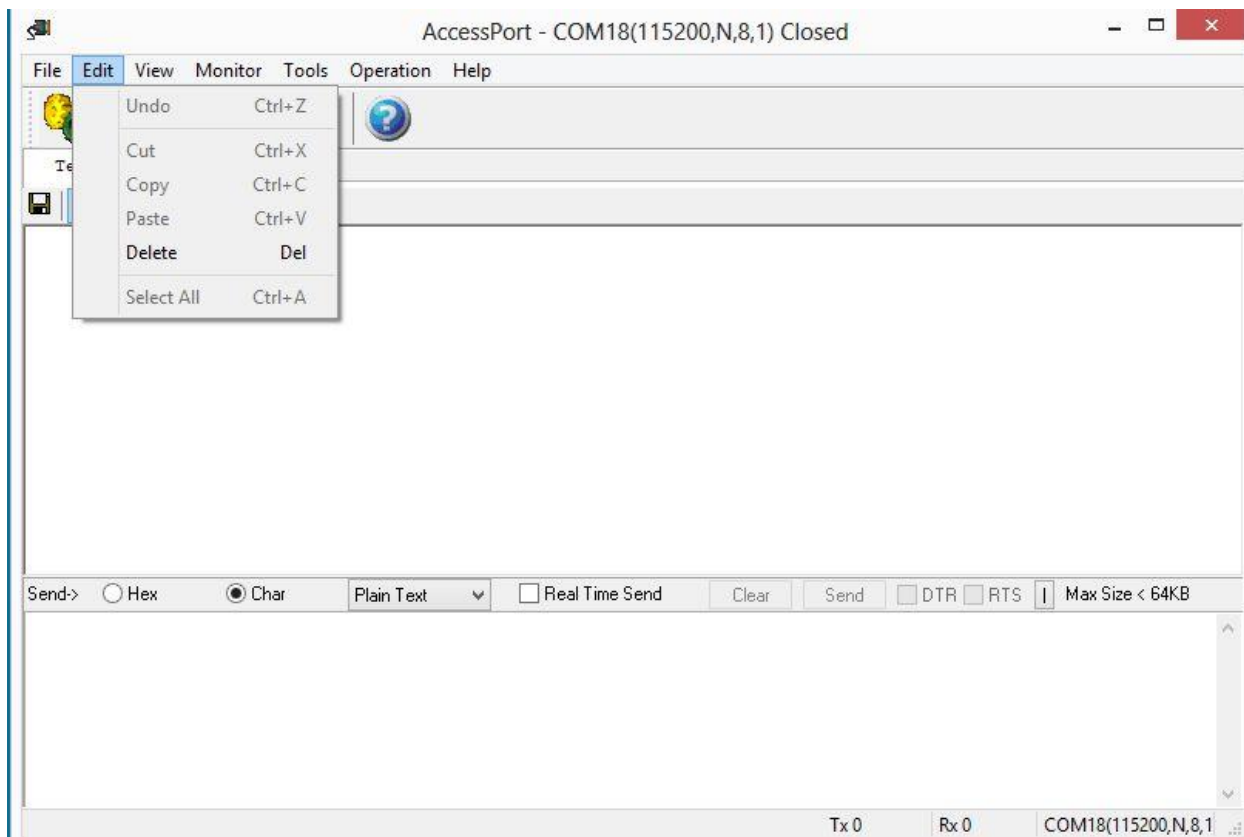 AccessPort - COM18(115200,N,8,1) Closed
File Edit View Monitor Tools Operation Help
Undo Ctrl+Z
Cut Ctrl+X
Te
Copy Ctrl+C
Paste Ctrl+V
Delete Del
Select All Ctrl+A
Send-> Hex Char Plain Text Real Time Send Clear Send DTR RTS | Max Size < 64KB
Tx 0 Rx 0 COM18(115200,N,8,1